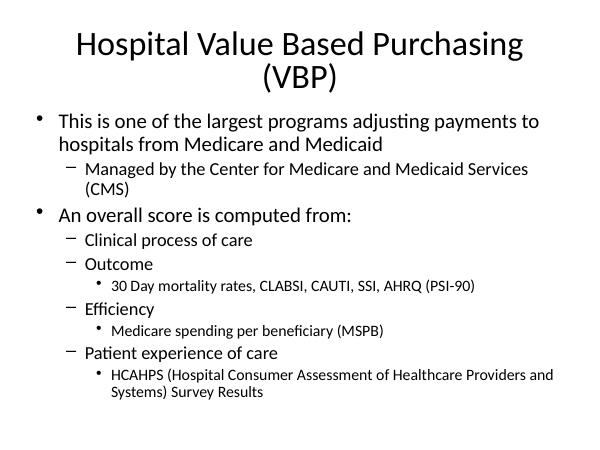 Hospital Value Based Purchasing
(VBP)
• This is one of the largest programs adjusting payments to
hospitals from Medicare and Medicaid
– Managed by the Center for Medicare and Medicaid Services
(CMS)
• An overall score is computed from:
– Clinical process of care
– Outcome
• 30 Day mortality rates, CLABSI, CAUTI, SSI, AHRQ (PSI-90)
– Efficiency
• Medicare spending per beneficiary (MSPB)
– Patient experience of care
• HCAHPS (Hospital Consumer Assessment of Healthcare Providers and
Systems) Survey Results